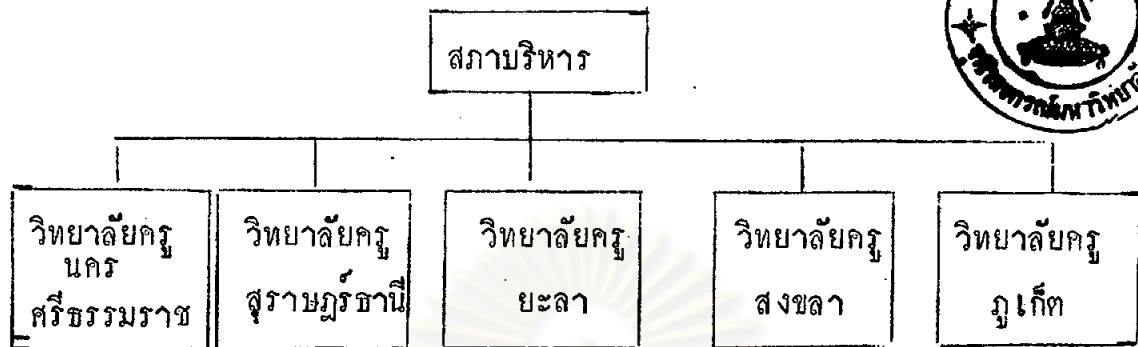 สภาบริหาร
วิทยาลัยครู
นคร
ศรีธรรมราช
วิทยาลัยครู
สุราษฎร์ธานี
วิทยาลัยครู
ยะลา
วิทยาลัยครู
สงขลา
วิทยาลัยครู
ภูเก็ต